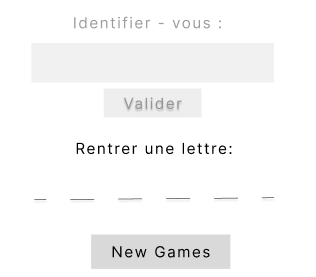 Identifier - vous :
Valider
Rentrer une lettre:
_ _ _ _ _ _
New Games